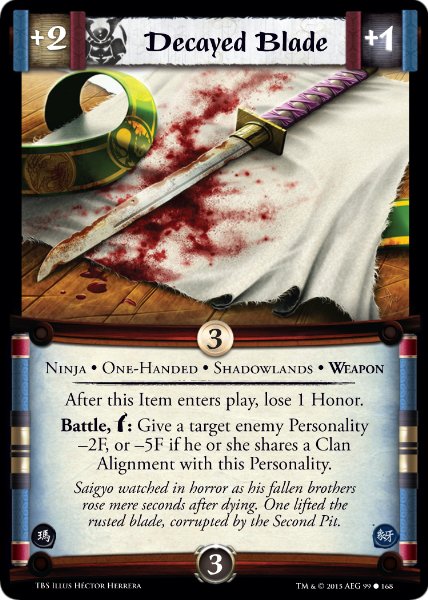 +2 Decayed Blade +1
3
Ninja • One-Handed • Shadowlands • Weapon
After this Item enters play, lose 1 Honor.
Battle, : Give a target enemy Personality
–2F, or –5F if he or she shares a Clan
Alignment with this Personality.
Saigyo watched in horror as his fallen brothers
rose mere seconds after dying. One lifted the
rusted blade, corrupted by the Second Pit.
3
TBS Illus Héctor Herrera TM & © 2015 AEG 99 • 168